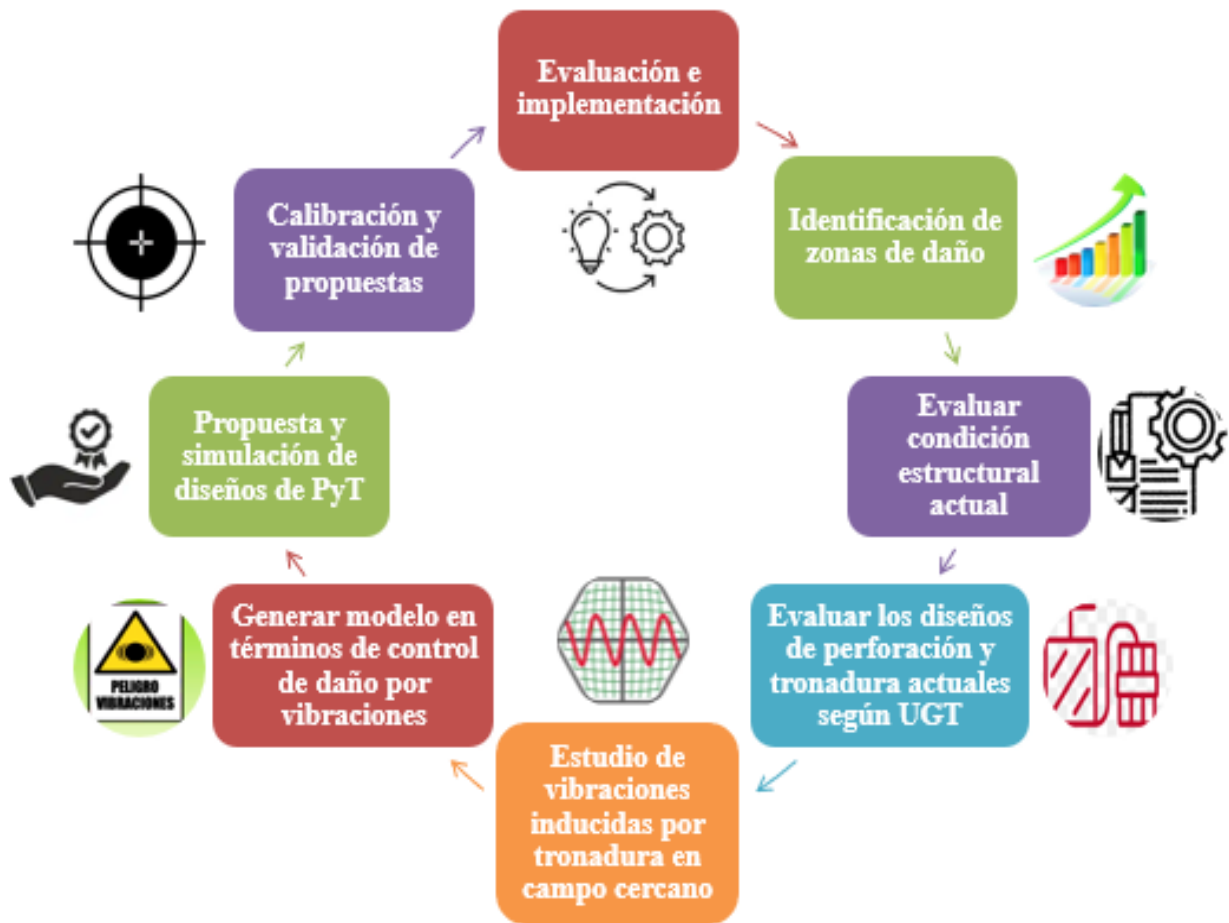 Evaluación e
implementación
Identificación de
zonas de daño
Evaluar
condición
estructural
actual
Evaluar los diseños
de perforación y
tronadura actuales
según UGT
Estudio de
vibraciones
inducidas por
tronadura en
campo cercano
Generar modelo en
términos de control
de daño por
vibraciones
PELIGRO
VIBRACIONES
Propuesta y
simulación de
diseños de PyT
Calibración y
validación de
propuestas